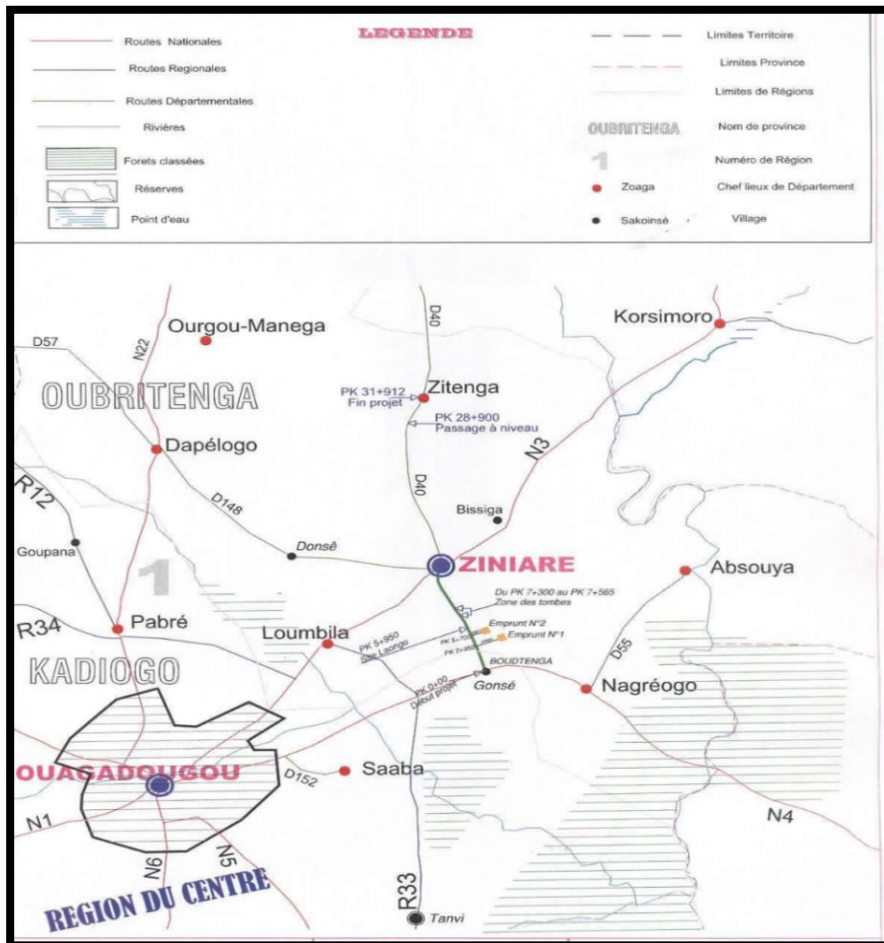 LEGENDE
Routes Nationales
Routes Regionales
Routes Départementales
Rivières
Forets classées
Réserves
Point d'eau
Limites Territoire
Limites Province
Limites de Régions
OUBRITENGA Nom de province
1 Numéro de Région
Zoaga Chef lieux de Département
Sakoinsé Village
Ourgou-Manega
Korsimoro
D57
N22
D40
OUBRITENGA
PK 31+912
Fin projet
Zitenga
PK 28+900
Passage à niveau
Dapélogo
N3
R12
D148
D40
Bissiga
Goupana
Donsê
ZINIARE
1
Absouya
Du PK 7+300 au PK 7+565
Zone des tombes
R34
Pabré
Loumbila
Emprunt N°2
Emprunt N°1
PK 5+950
Site Laongo
PK 5+700
D55
KADIOGO
BOUDTENGA
PK 0+00
Début projet
Gonsé
Nagréogo
OUAGADOUGOU
D152
Saaba
N1
N4
N6
N5
REGION DU CENTRE
R33
Tanvi